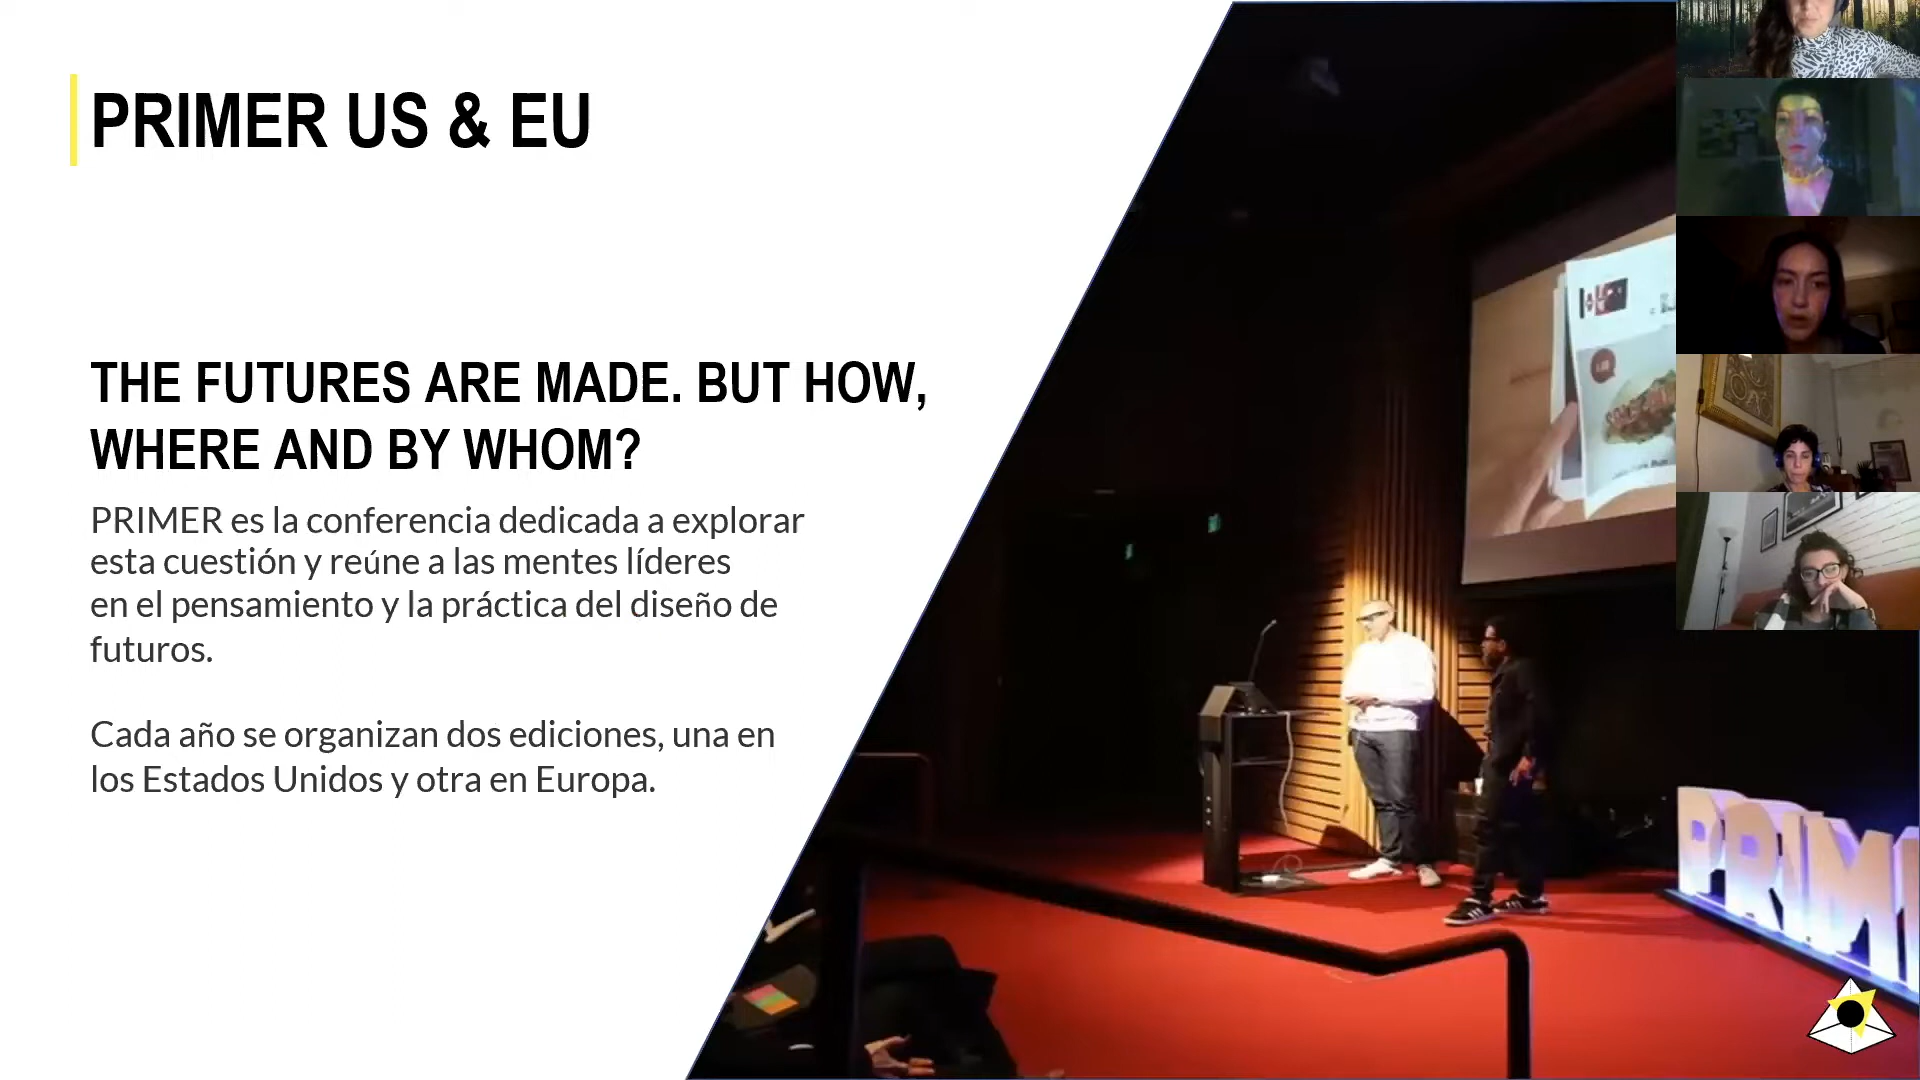 PRIMER US & EU
THE FUTURES ARE MADE. BUT HOW,
WHERE AND BY WHOM?
PRIMER es la conferencia dedicada a explorar
esta cuestión y reúne a las mentes líderes
en el pensamiento y la práctica del diseño de
futuros.
Cada año se organizan dos ediciones, una en
los Estados Unidos y otra en Europa.
PRIM